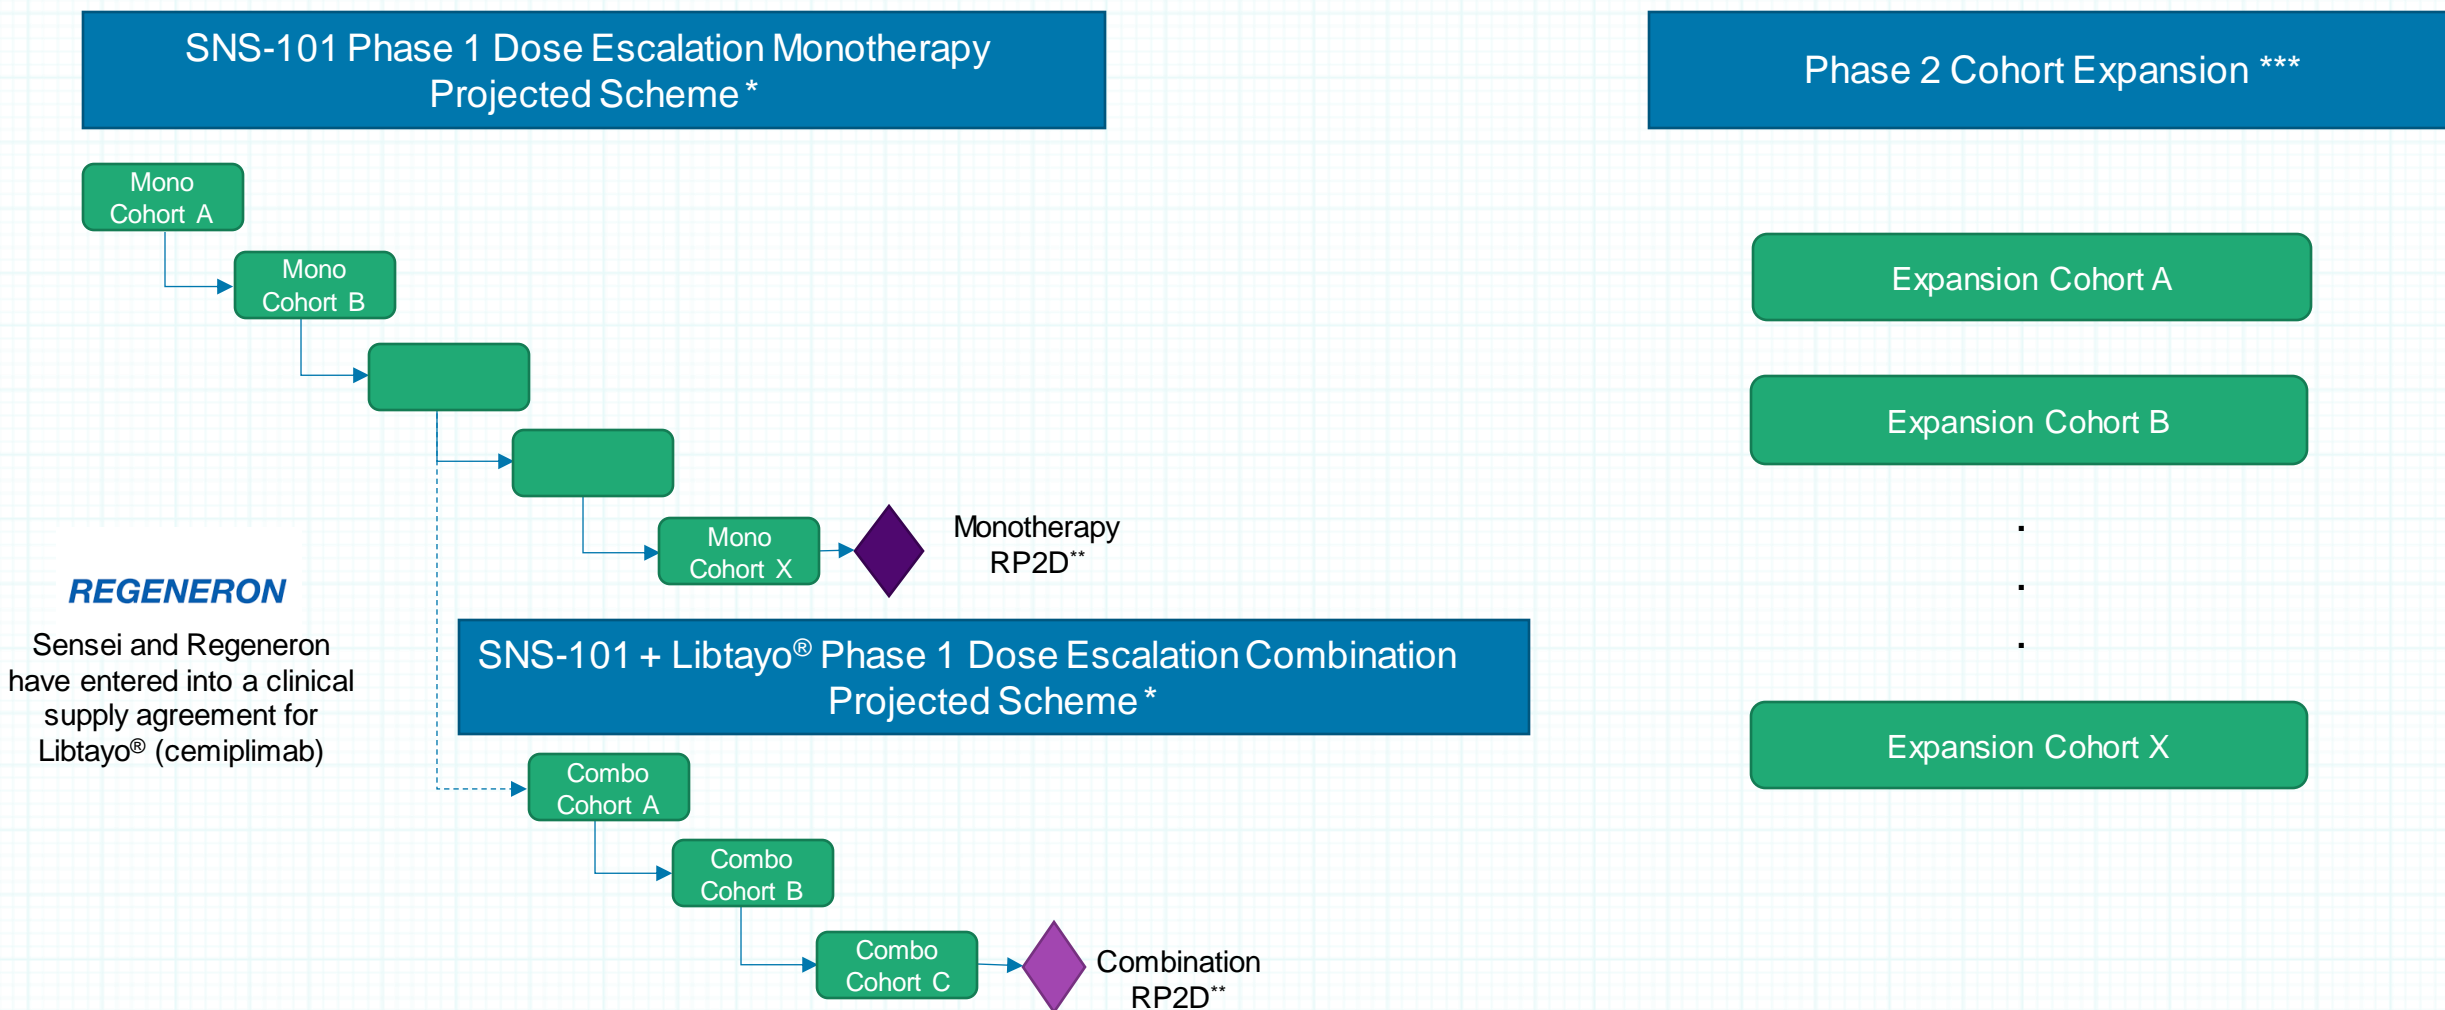 SNS-101 Phase 1 Dose Escalation Monotherapy
Projected Scheme *
Phase 2 Cohort Expansion ***
Mono
Cohort A
Mono
Cohort B
Mono
Cohort X
Monotherapy
RP2D**
REGENERON
Sensei and Regeneron
have entered into a clinical
supply agreement for
Libtayo® (cemiplimab)
SNS-101 + Libtayo® Phase 1 Dose Escalation Combination
Projected Scheme *
Combo
Cohort A
Combo
Cohort B
Combo
Cohort C
Combination
RP2D**
Expansion Cohort A
Expansion Cohort B
.
.
.
Expansion Cohort X